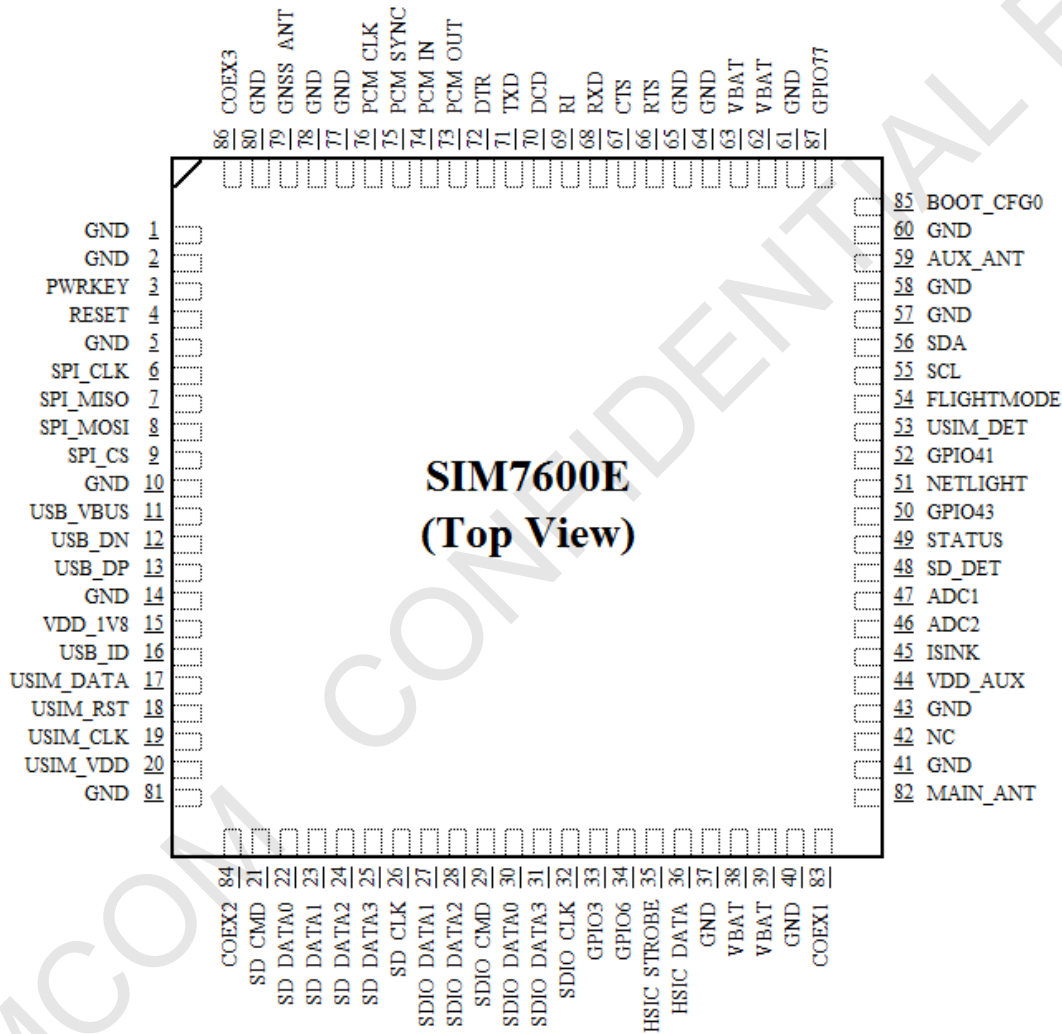 COEX3
GND
GNSS ANT
GND
GND
PCM CLK
PCM SYNC
PCM IN
PCM OUT
DTR
TXD
DCD
RI
RXD
CTS
RTS
GND
GND
VBAT
VBAT
GND
GPIO77
86 80 79 78 77 76 75 74 73 72 71 70 69 68 67 66 65 64 63 62 61 87
GND 1
GND 2
PWRKEY 3
RESET 4
GND 5
SPI_CLK 6
SPI_MISO 7
SPI_MOSI 8
SPI_CS 9
GND 10
USB_VBUS 11
USB_DN 12
USB_DP 13
GND 14
VDD_1V8 15
USB_ID 16
USIM_DATA 17
USIM_RST 18
USIM_CLK 19
USIM_VDD 20
GND 81
SIM7600E
(Top View)
85 BOOT_CFG0
60 GND
59 AUX_ANT
58 GND
57 GND
56 SDA
55 SCL
54 FLIGHTMODE
53 USIM_DET
52 GPIO41
51 NETLIGHT
50 GPIO43
49 STATUS
48 SD_DET
47 ADC1
46 ADC2
45 ISINK
44 VDD_AUX
43 GND
42 NC
41 GND
82 MAIN_ANT
84 21 22 23 24 25 26 27 28 29 30 31 32 33 34 35 36 37 38 39 40 83
COEX2
SD CMD
SD DATA0
SD DATA1
SD DATA2
SD DATA3
SD CLK
SDIO DATA1
SDIO DATA2
SDIO CMD
SDIO DATA0
SDIO DATA3
SDIO CLK
GPIO3
GPIO6
HSIC STROBE
HSIC DATA
GND
VBAT
VBAT
GND
COEX1
MCOM CONFIDENTIAL